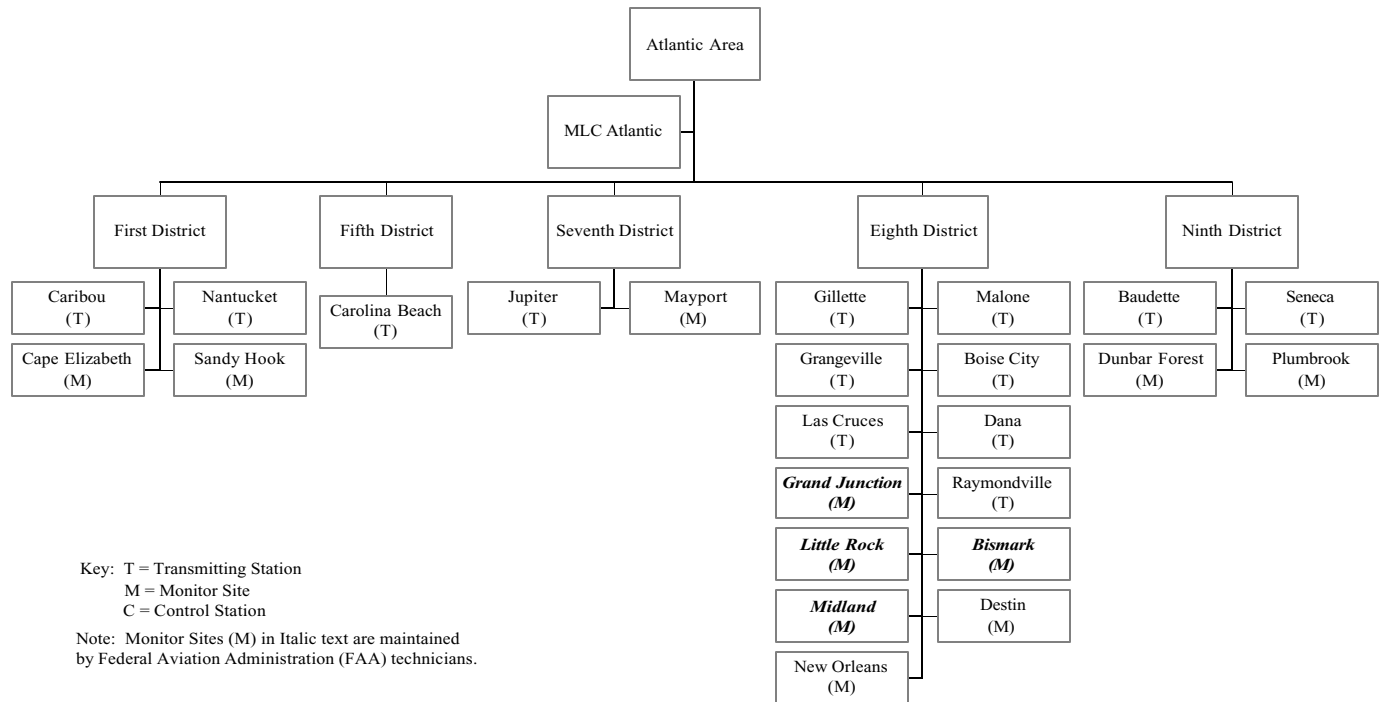 Atlantic Area
MLC Atlantic
First District
Fifth District
Seventh District
Eighth District
Ninth District
Caribou
(T)
Nantucket
(T)
Cape Elizabeth
(M)
Sandy Hook
(M)
Carolina Beach
(T)
Jupiter
(T)
Mayport
(M)
Gillette
(T)
Malone
(T)
Grangeville
(T)
Boise City
(T)
Las Cruces
(T)
Dana
(T)
Grand Junction
(M)
Raymondville
(T)
Little Rock
(M)
Bismark
(M)
Midland
(M)
Destin
(M)
New Orleans
(M)
Baudette
(T)
Seneca
(T)
Dunbar Forest
(M)
Plumbrook
(M)
Key: T = Transmitting Station
M = Monitor Site
C = Control Station
Note: Monitor Sites (M) in Italic text are maintained
by Federal Aviation Administration (FAA) technicians.